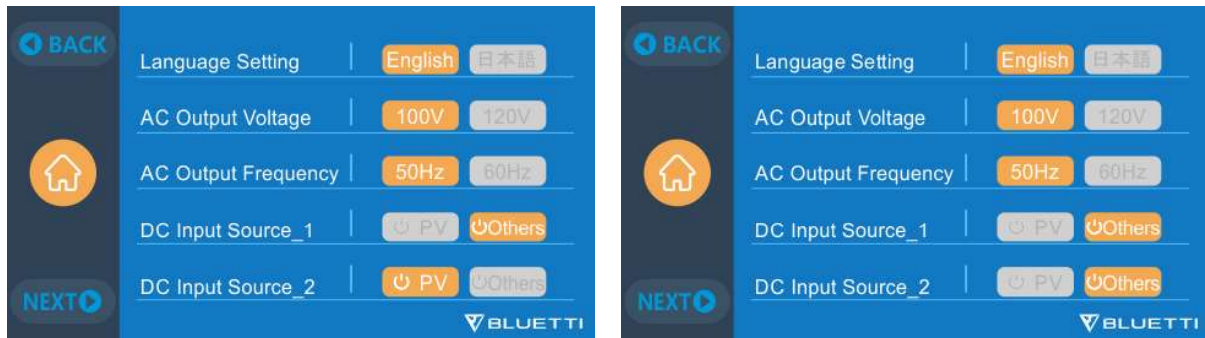 BACK
Language Setting English 日本語
AC Output Voltage 100V 120V
AC Output Frequency 50Hz 60Hz
DC Input Source_1 PV Others
DC Input Source_2 PV Others
NEXT
BLUETTI
BACK
Language Setting English 日本語
AC Output Voltage 100V 120V
AC Output Frequency 50Hz 60Hz
DC Input Source_1 PV Others
DC Input Source_2 PV Others
NEXT
BLUETTI